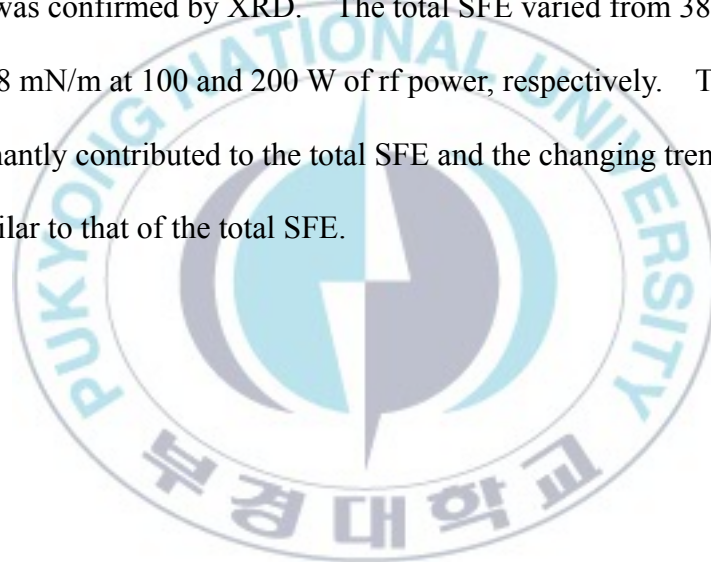 was confirmed by XRD. The total SFE varied from 38
8 mN/m at 100 and 200 W of rf power, respectively. T
nantly contributed to the total SFE and the changing tren
ilar to that of the total SFE.
PUKYONG NATIONAL UNIVERSITY
부경대학교